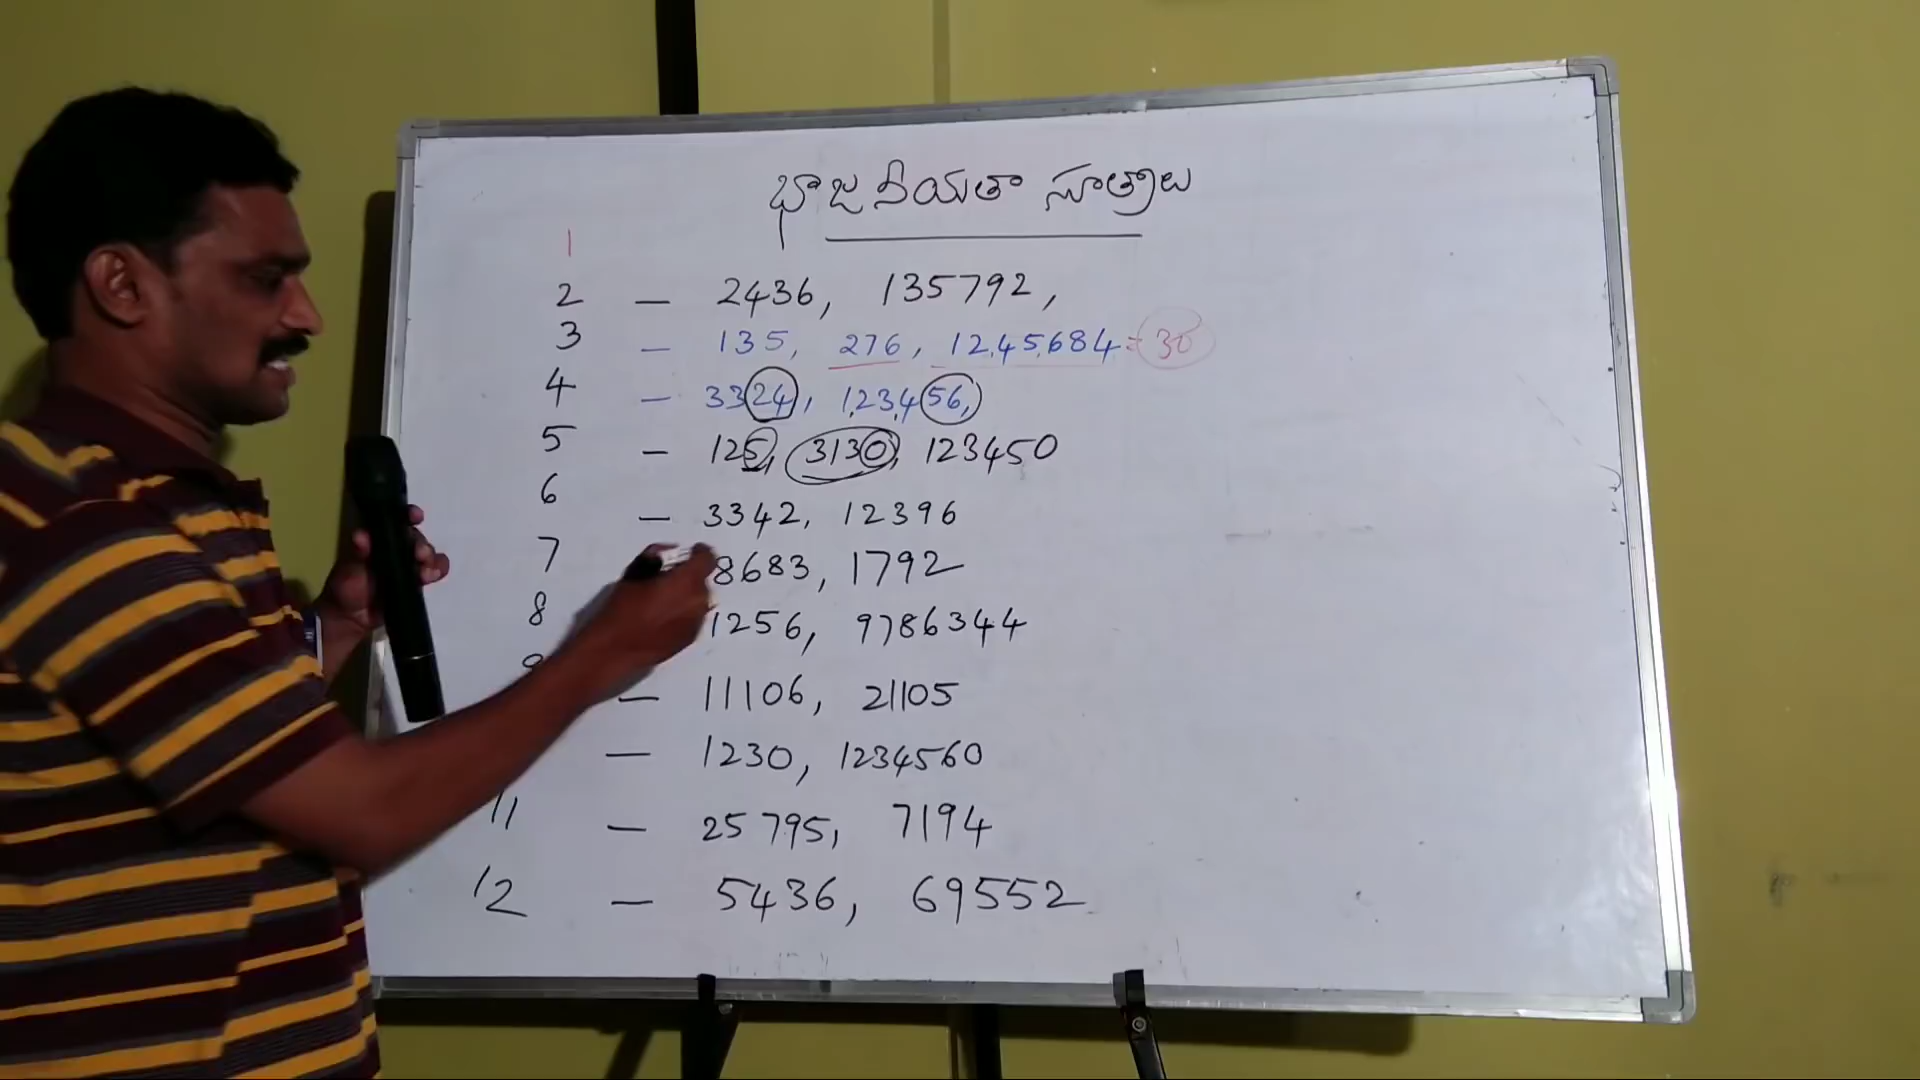 భాజనీయతా సూత్రాలు
1
2 — 2436, 135792,
3 — 135, 276, 12,45,684 = 30
4 — 3324, 1,23,456,
5 — 125, 3130, 123450
6 — 3342, 12396
7 8683, 1792
8 1256, 9786344
9 — 11106, 21105
— 1230, 1234560
11 — 25795, 7194
12 — 5436, 69552